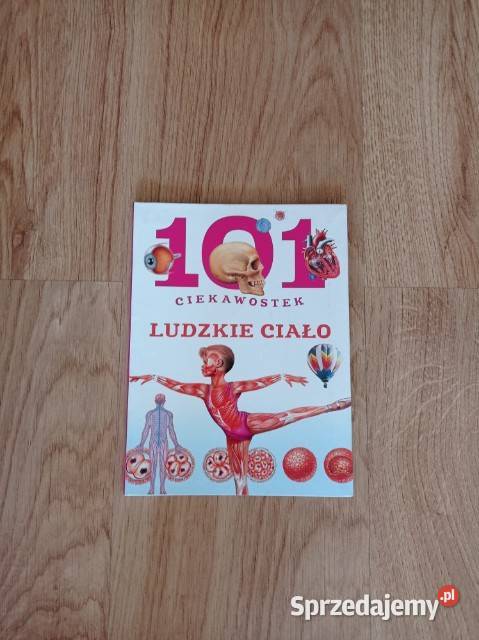 101
CIEKAWOSTEK
LUDZKIE CIAŁO
Sprzedajemy.pl